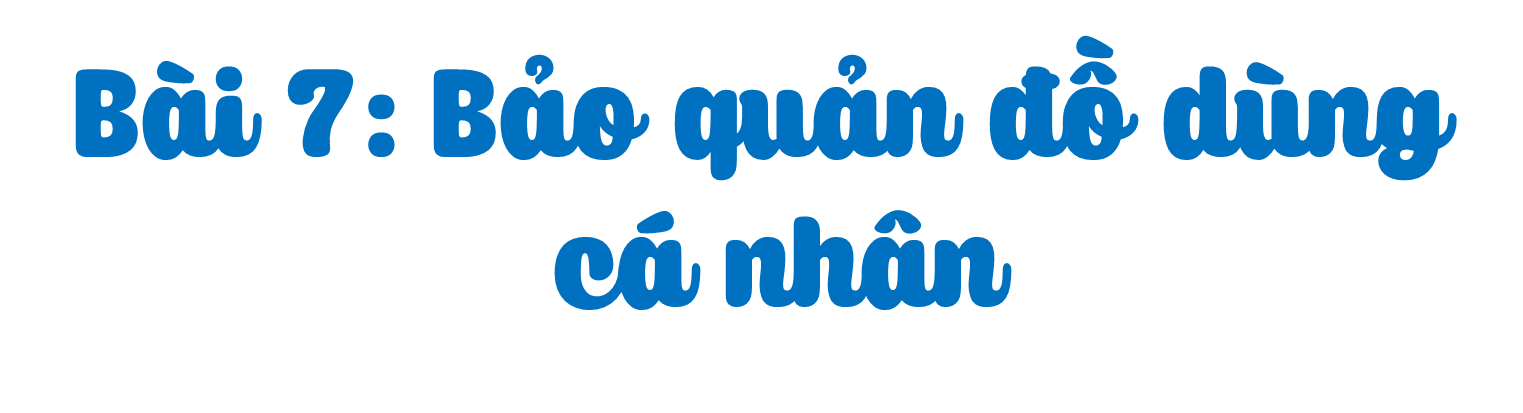 Bài 7: Bảo quản đồ dùng
cá nhân